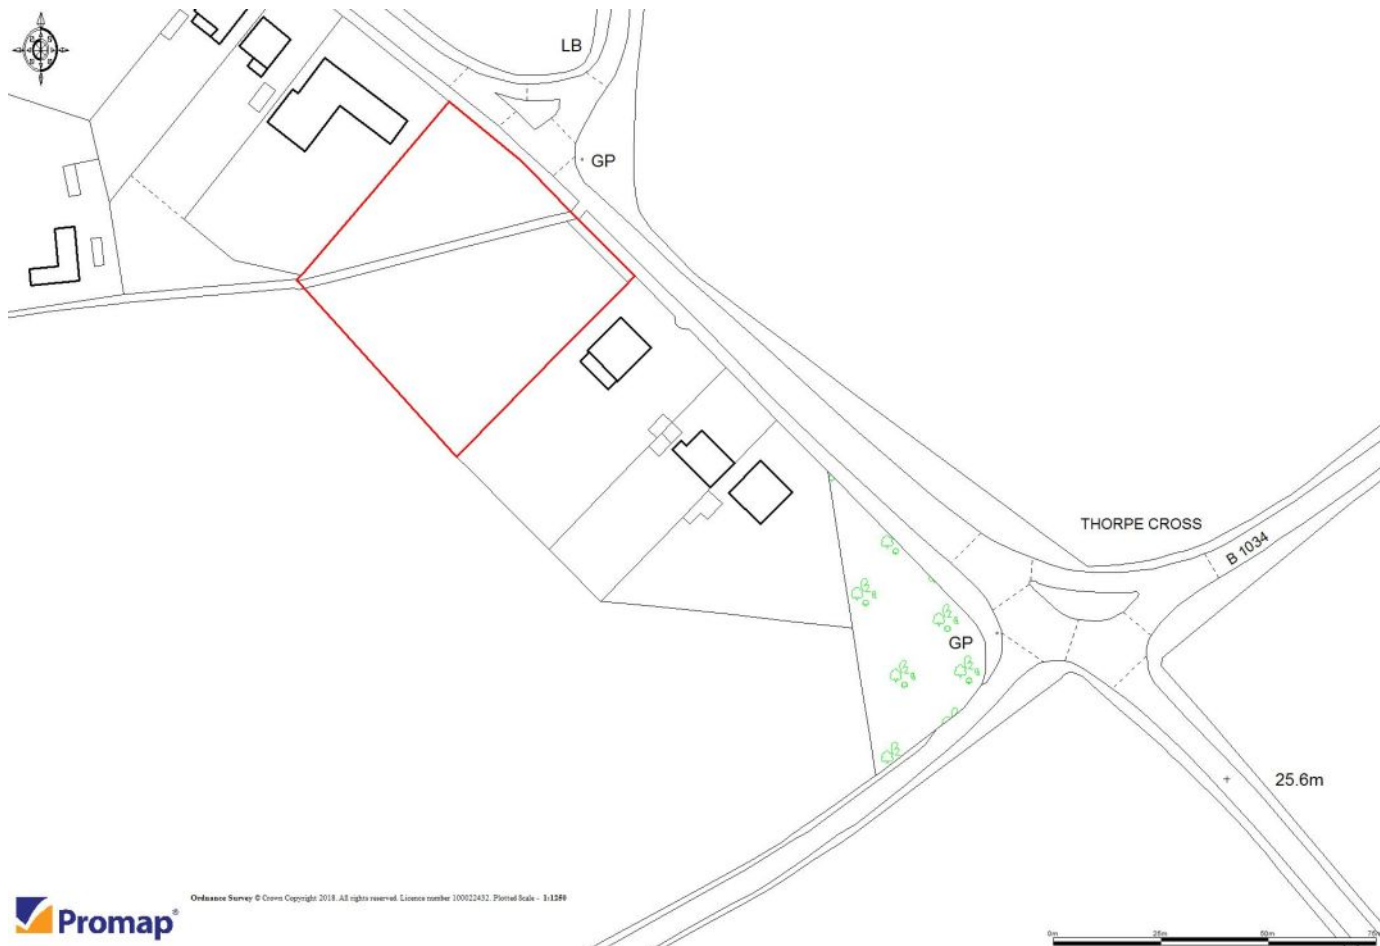 LB
GP
THORPE CROSS
B 1034
GP
25.6m
Promap®
Ordnance Survey © Crown Copyright 2018. All rights reserved. Licence number 100022432. Plotted Scale - 1:1250
0m 25m 50m 75m